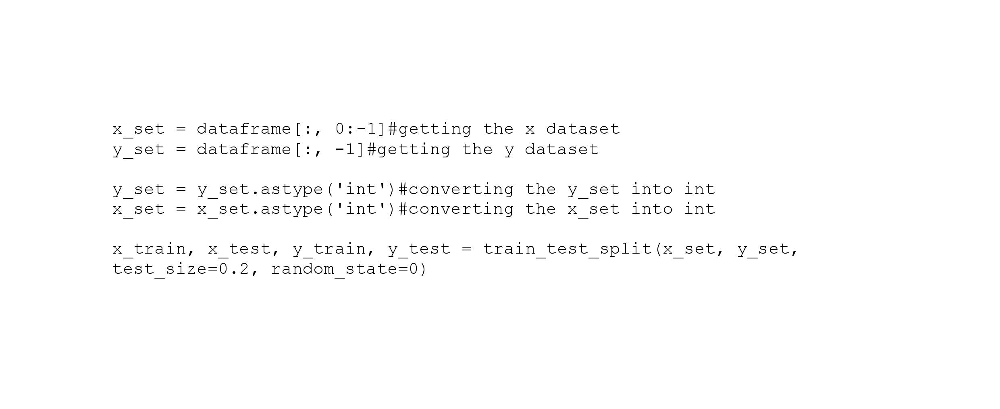 x_set = dataframe[:, 0:-1]#getting the x dataset
y_set = dataframe[:, -1]#getting the y dataset
y_set = y_set.astype('int')#converting the y_set into int
x_set = x_set.astype('int')#converting the x_set into int
x_train, x_test, y_train, y_test = train_test_split(x_set, y_set,
test_size=0.2, random_state=0)